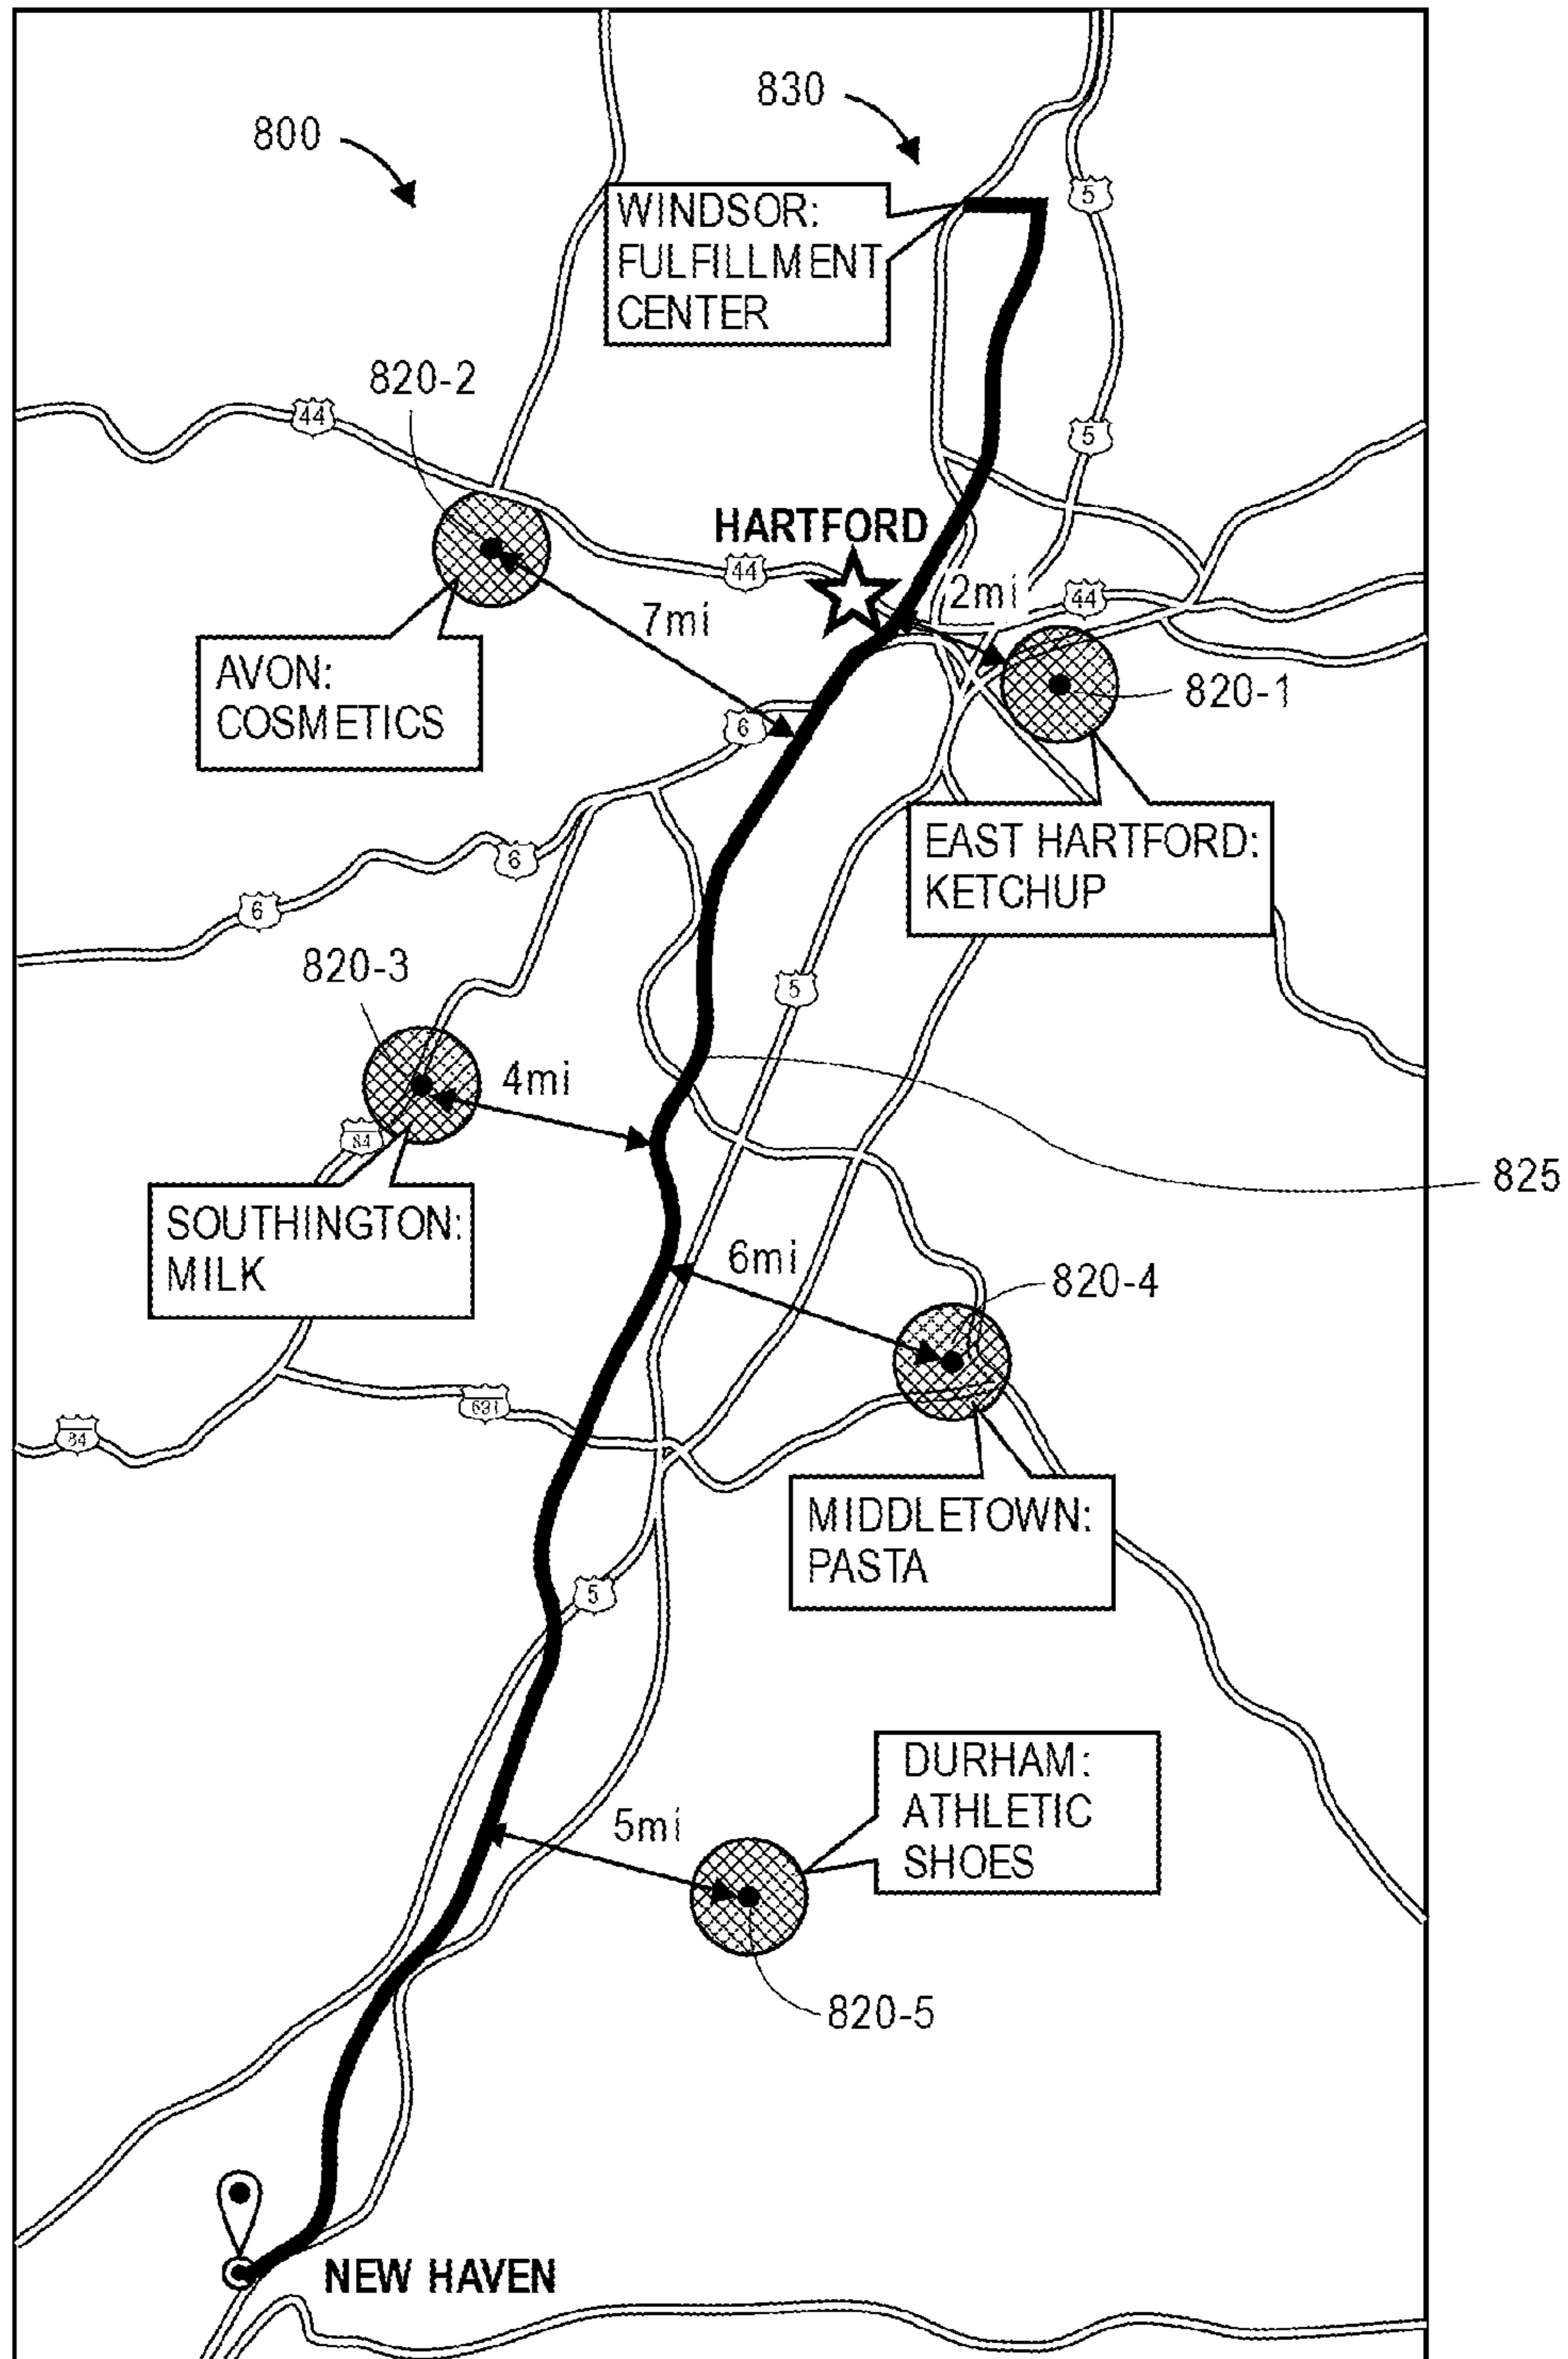 830
800
5
WINDSOR:
FULFILLMENT
CENTER
820-2
44
5
HARTFORD
44
2mi
44
7mi
AVON:
COSMETICS
820-1
6
EAST HARTFORD:
KETCHUP
6
6
820-3
5
4mi
84
825
SOUTHINGTON:
MILK
6mi
820-4
691
84
MIDDLETOWN:
PASTA
5
DURHAM:
ATHLETIC
SHOES
5mi
820-5
NEW HAVEN